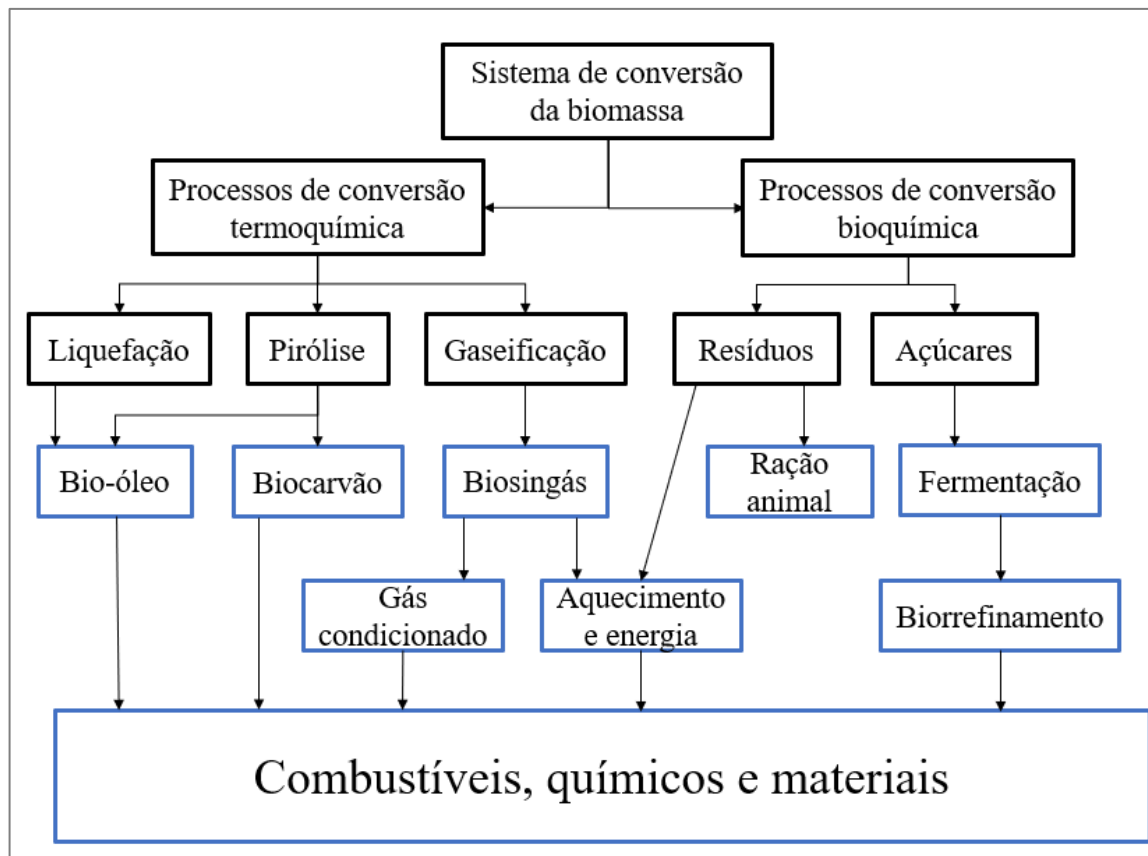 Sistema de conversão
da biomassa
Processos de conversão
termoquímica
Processos de conversão
bioquímica
Liquefação
Pirólise
Gaseificação
Resíduos
Açúcares
Bio-óleo
Biocarvão
Biosingás
Ração
animal
Fermentação
Gás
condicionado
Aquecimento
e energia
Biorrefinamento
Combustíveis, químicos e materiais